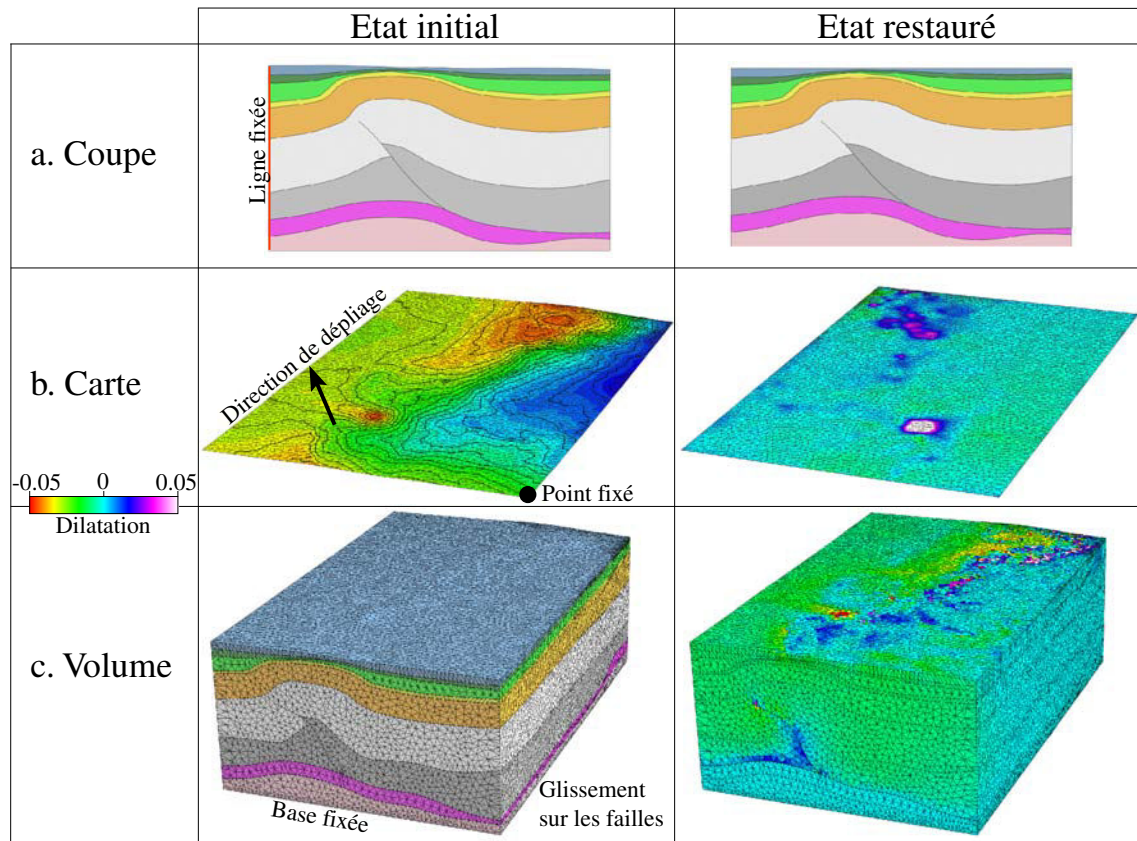 Etat initial
Etat restauré
a. Coupe
Ligne fixée
b. Carte
Direction de dépliage
Point fixé
-0.05 0 0.05
Dilatation
c. Volume
Base fixée
Glissement
sur les failles